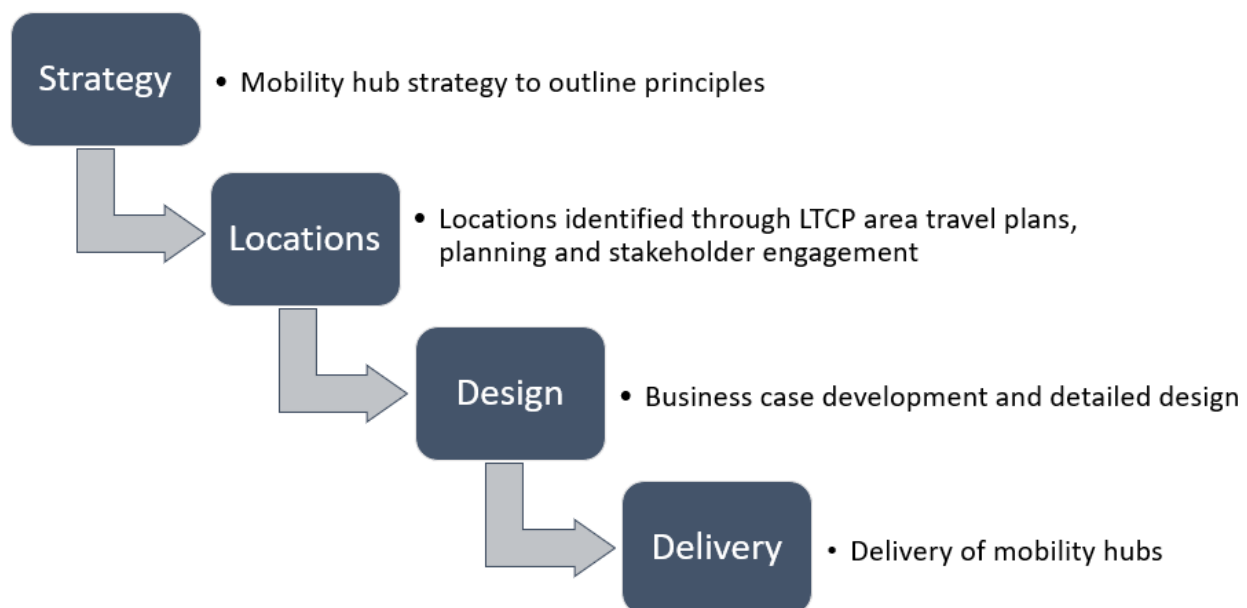 Strategy
• Mobility hub strategy to outline principles
Locations
• Locations identified through LTCP area travel plans,
planning and stakeholder engagement
Design
• Business case development and detailed design
Delivery
• Delivery of mobility hubs